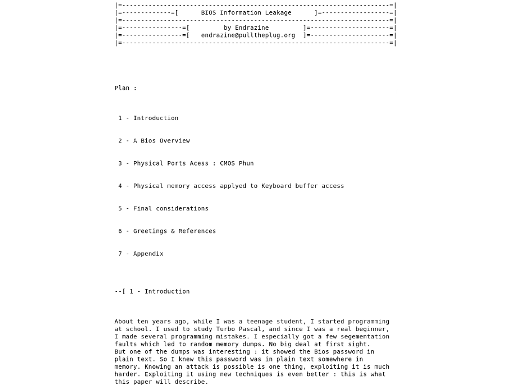 |=----------------------------------------------------------------------=|
|=-------------=[      BIOS Information Leakage      ]=-------------------=|
|=----------------------------------------------------------------------=|
|=-----------------=[         by Endrazine         ]=------------------=|
|=-----------------=[   endrazine@pulltheplug.org  ]=------------------=|
|=----------------------------------------------------------------------=|
Plan :
1 - Introduction
2 - A Bios Overview
3 - Physical Ports Acess : CMOS Phun
4 - Physical memory access applyed to Keyboard buffer access
5 - Final considerations
6 - Greetings & References
7 - Appendix
--[ 1 - Introduction
About ten years ago, while I was a teenage student, I started programming
at school. I used to study Turbo Pascal, and since I was a real beginner,
I made several programming mistakes. I especially got a few segementation
faults which led to random memory dumps. No big deal at first sight.
But one of the dumps was interesting : it showed the Bios password in
plain text. So I knew this password was in plain text somewhere in
memory. Knowing an attack is possible is one thing, exploiting it is much
harder. Exploiting it using new techniques is even better : this is what
this paper will describe.